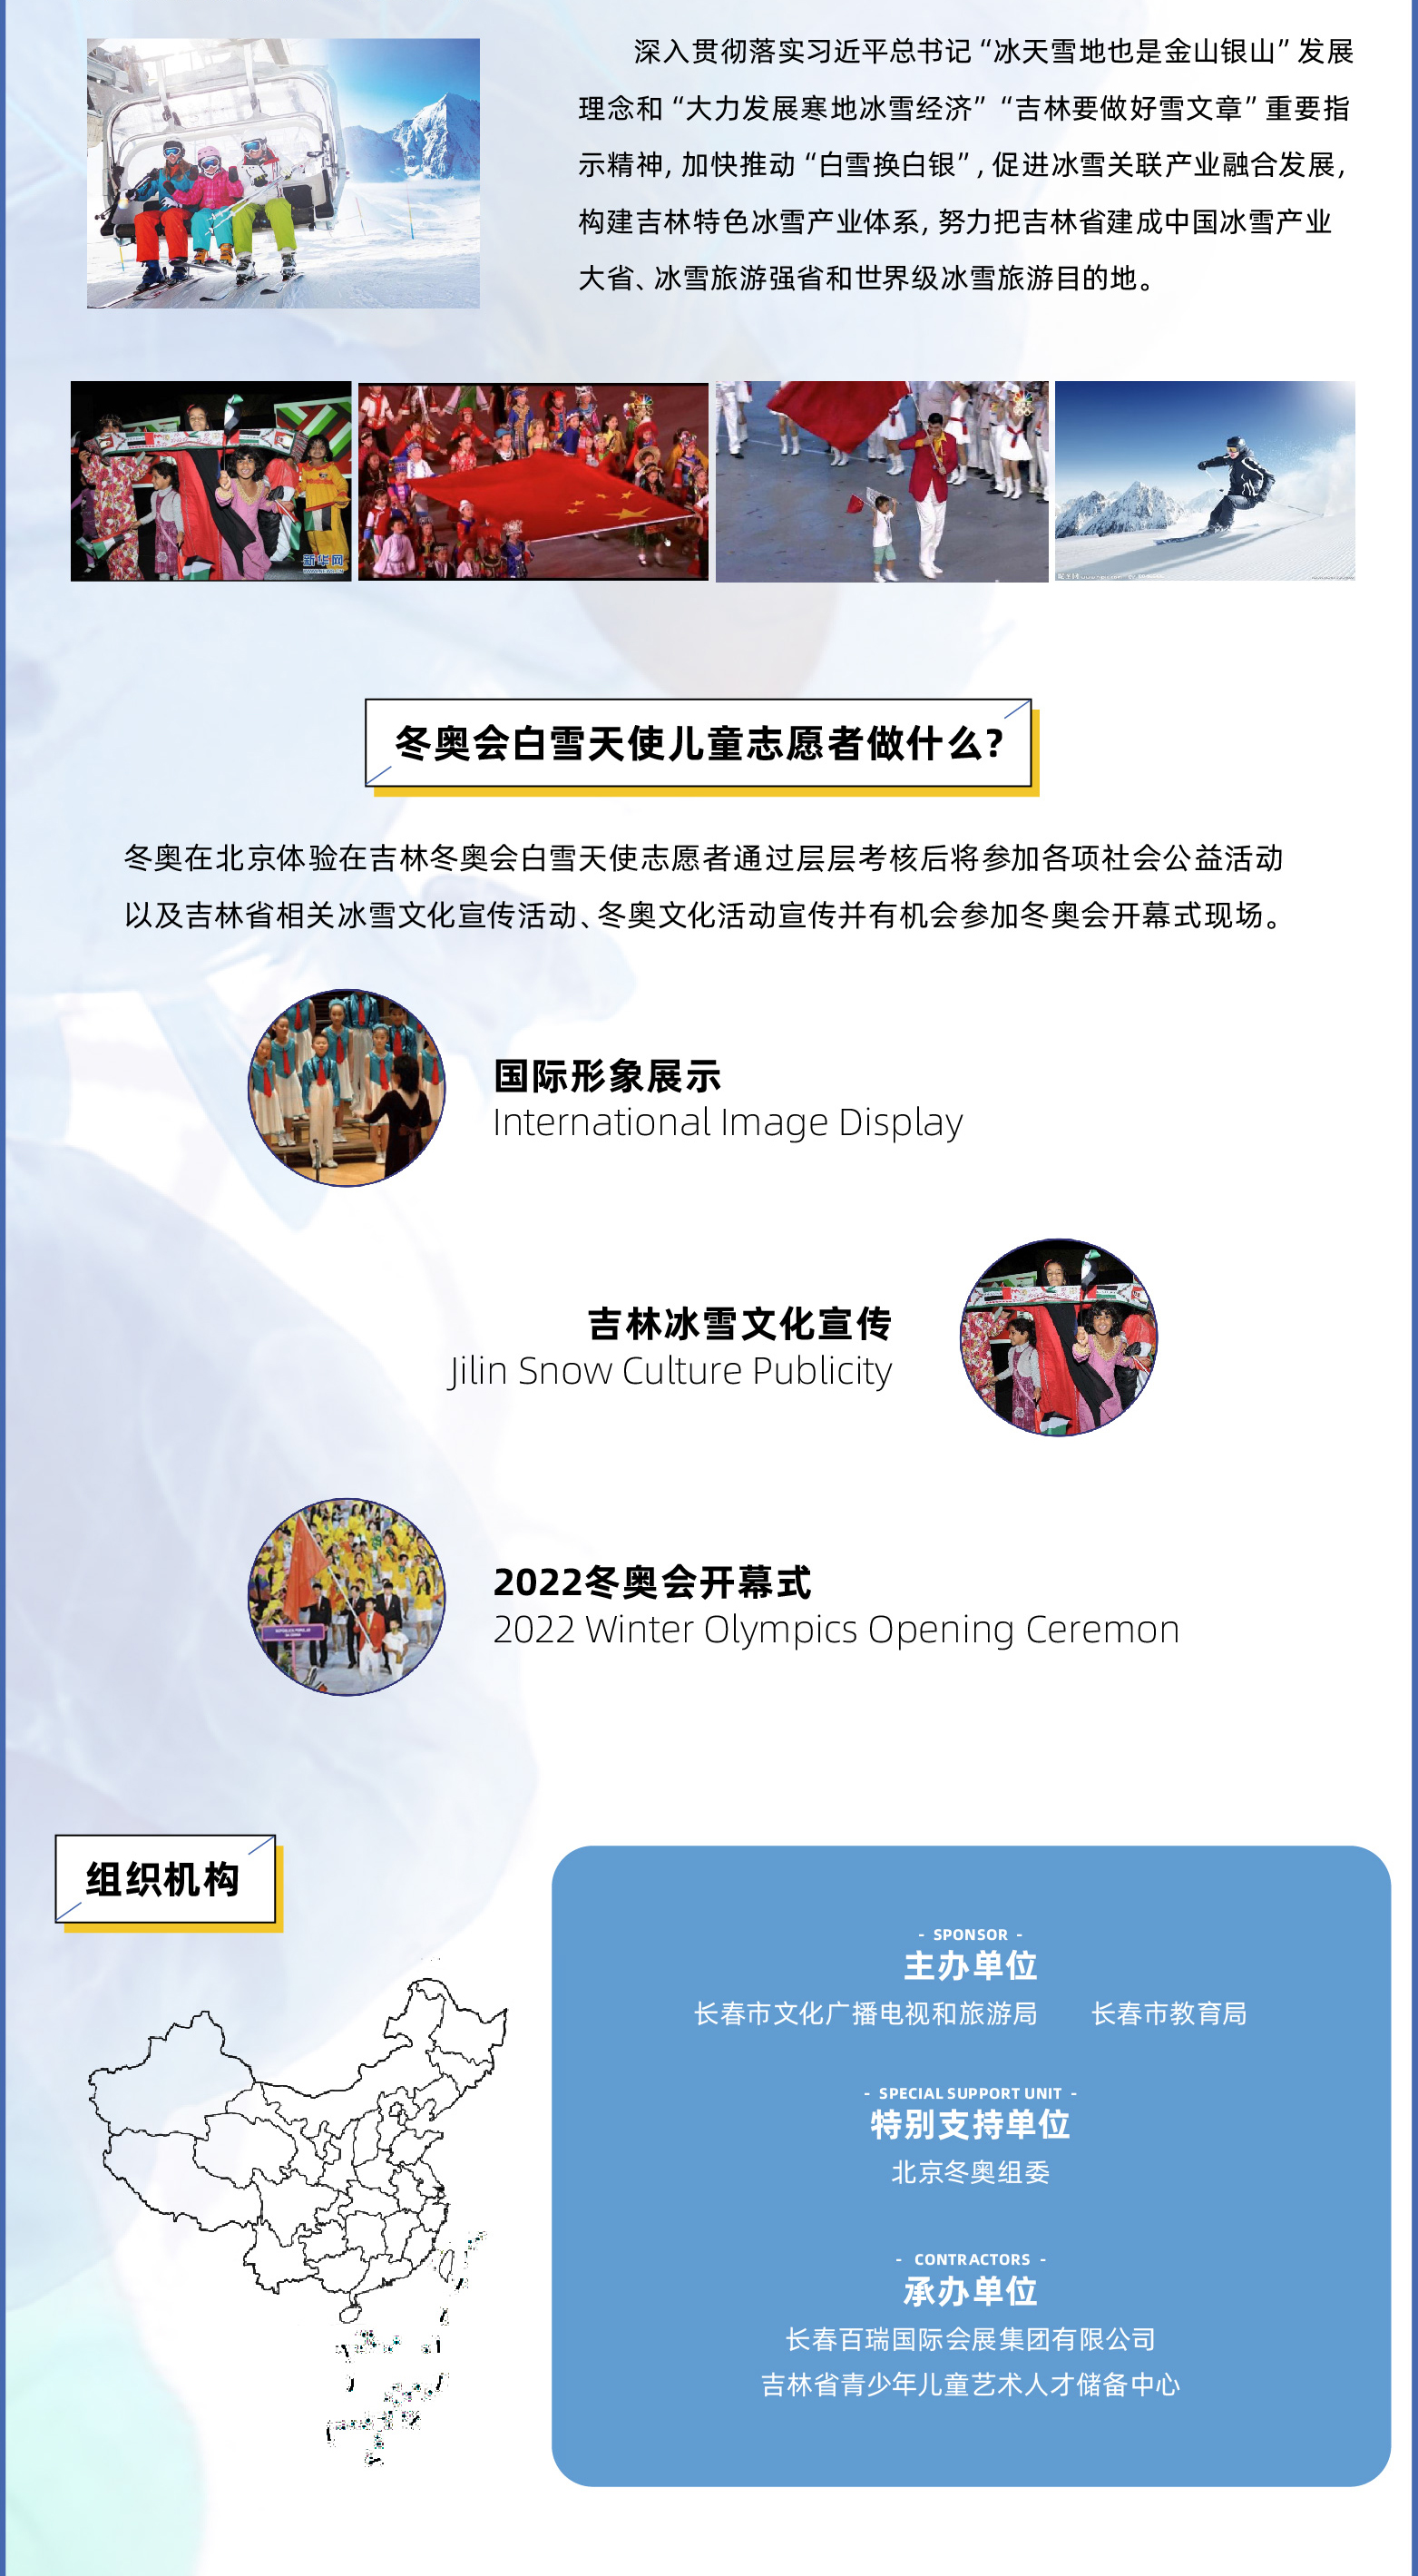 深入贯彻落实习近平总书记“冰天雪地也是金山银山”发展
理念和“大力发展寒地冰雪经济”“吉林要做好雪文章”重要指
示精神,加快推动“白雪换白银”,促进冰雪关联产业融合发展,
构建吉林特色冰雪产业体系,努力把吉林省建成中国冰雪产业
大省、冰雪旅游强省和世界级冰雪旅游目的地。
新华网
冬奥会白雪天使儿童志愿者做什么?
冬奥在北京体验在吉林冬奥会白雪天使志愿者通过层层考核后将参加各项社会公益活动
以及吉林省相关冰雪文化宣传活动、冬奥文化活动宣传并有机会参加冬奥会开幕式现场。
国际形象展示
International Image Display
吉林冰雪文化宣传
Jilin Snow Culture Publicity
2022冬奥会开幕式
2022 Winter Olympics Opening Ceremon
组织机构
- SPONSOR -
主办单位
长春市文化广播电视和旅游局 长春市教育局
- SPECIAL SUPPORT UNIT -
特别支持单位
北京冬奥组委
- CONTRACTORS -
承办单位
长春百瑞国际会展集团有限公司
吉林省青少年儿童艺术人才储备中心